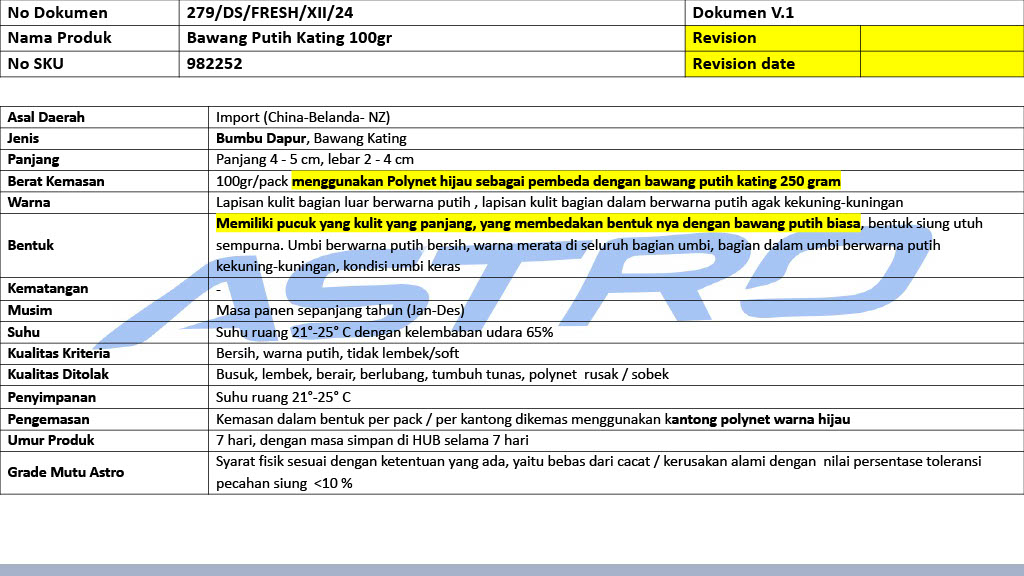 No Dokumen 279/DS/FRESH/XII/24 Dokumen V.1
Nama Produk Bawang Putih Kating 100gr Revision
No SKU 982252 Revision date
Asal Daerah Import (China-Belanda- NZ)
Jenis Bumbu Dapur, Bawang Kating
Panjang Panjang 4 - 5 cm, lebar 2 - 4 cm
Berat Kemasan 100gr/pack menggunakan Polynet hijau sebagai pembeda dengan bawang putih kating 250 gram
Warna Lapisan kulit bagian luar berwarna putih , lapisan kulit bagian dalam berwarna putih agak kekuning-kuningan
Bentuk Memiliki pucuk yang kulit yang panjang, yang membedakan bentuk nya dengan bawang putih biasa, bentuk siung utuh
sempurna. Umbi berwarna putih bersih, warna merata di seluruh bagian umbi, bagian dalam umbi berwarna putih
kekuning-kuningan, kondisi umbi keras
Kematangan -
Musim Masa panen sepanjang tahun (Jan-Des)
Suhu Suhu ruang 21°-25° C dengan kelembaban udara 65%
Kualitas Kriteria Bersih, warna putih, tidak lembek/soft
Kualitas Ditolak Busuk, lembek, berair, berlubang, tumbuh tunas, polynet rusak / sobek
Penyimpanan Suhu ruang 21°-25° C
Pengemasan Kemasan dalam bentuk per pack / per kantong dikemas menggunakan kantong polynet warna hijau
Umur Produk 7 hari, dengan masa simpan di HUB selama 7 hari
Grade Mutu Astro Syarat fisik sesuai dengan ketentuan yang ada, yaitu bebas dari cacat / kerusakan alami dengan nilai persentase toleransi
pecahan siung <10 %
ASTRO